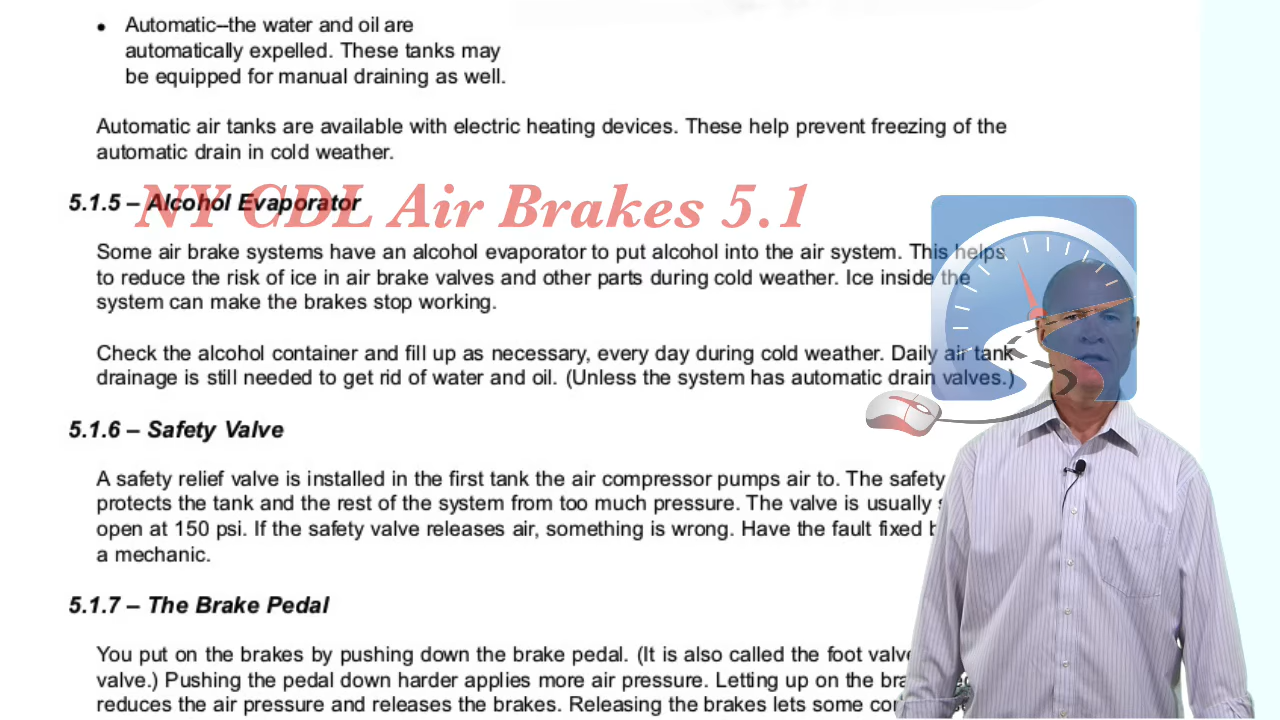 • Automatic–the water and oil are
automatically expelled. These tanks may
be equipped for manual draining as well.
Automatic air tanks are available with electric heating devices. These help prevent freezing of the
automatic drain in cold weather.
5.1.5 – Alcohol Evaporator
NY CDL Air Brakes 5.1
Some air brake systems have an alcohol evaporator to put alcohol into the air system. This helps
to reduce the risk of ice in air brake valves and other parts during cold weather. Ice inside the
system can make the brakes stop working.
Check the alcohol container and fill up as necessary, every day during cold weather. Daily air tank
drainage is still needed to get rid of water and oil. (Unless the system has automatic drain valves.)
5.1.6 – Safety Valve
A safety relief valve is installed in the first tank the air compressor pumps air to. The safety
protects the tank and the rest of the system from too much pressure. The valve is usually
open at 150 psi. If the safety valve releases air, something is wrong. Have the fault fixed
a mechanic.
5.1.7 – The Brake Pedal
You put on the brakes by pushing down the brake pedal. (It is also called the foot
valve.) Pushing the pedal down harder applies more air pressure. Letting up on the
reduces the air pressure and releases the brakes. Releasing the brakes lets some